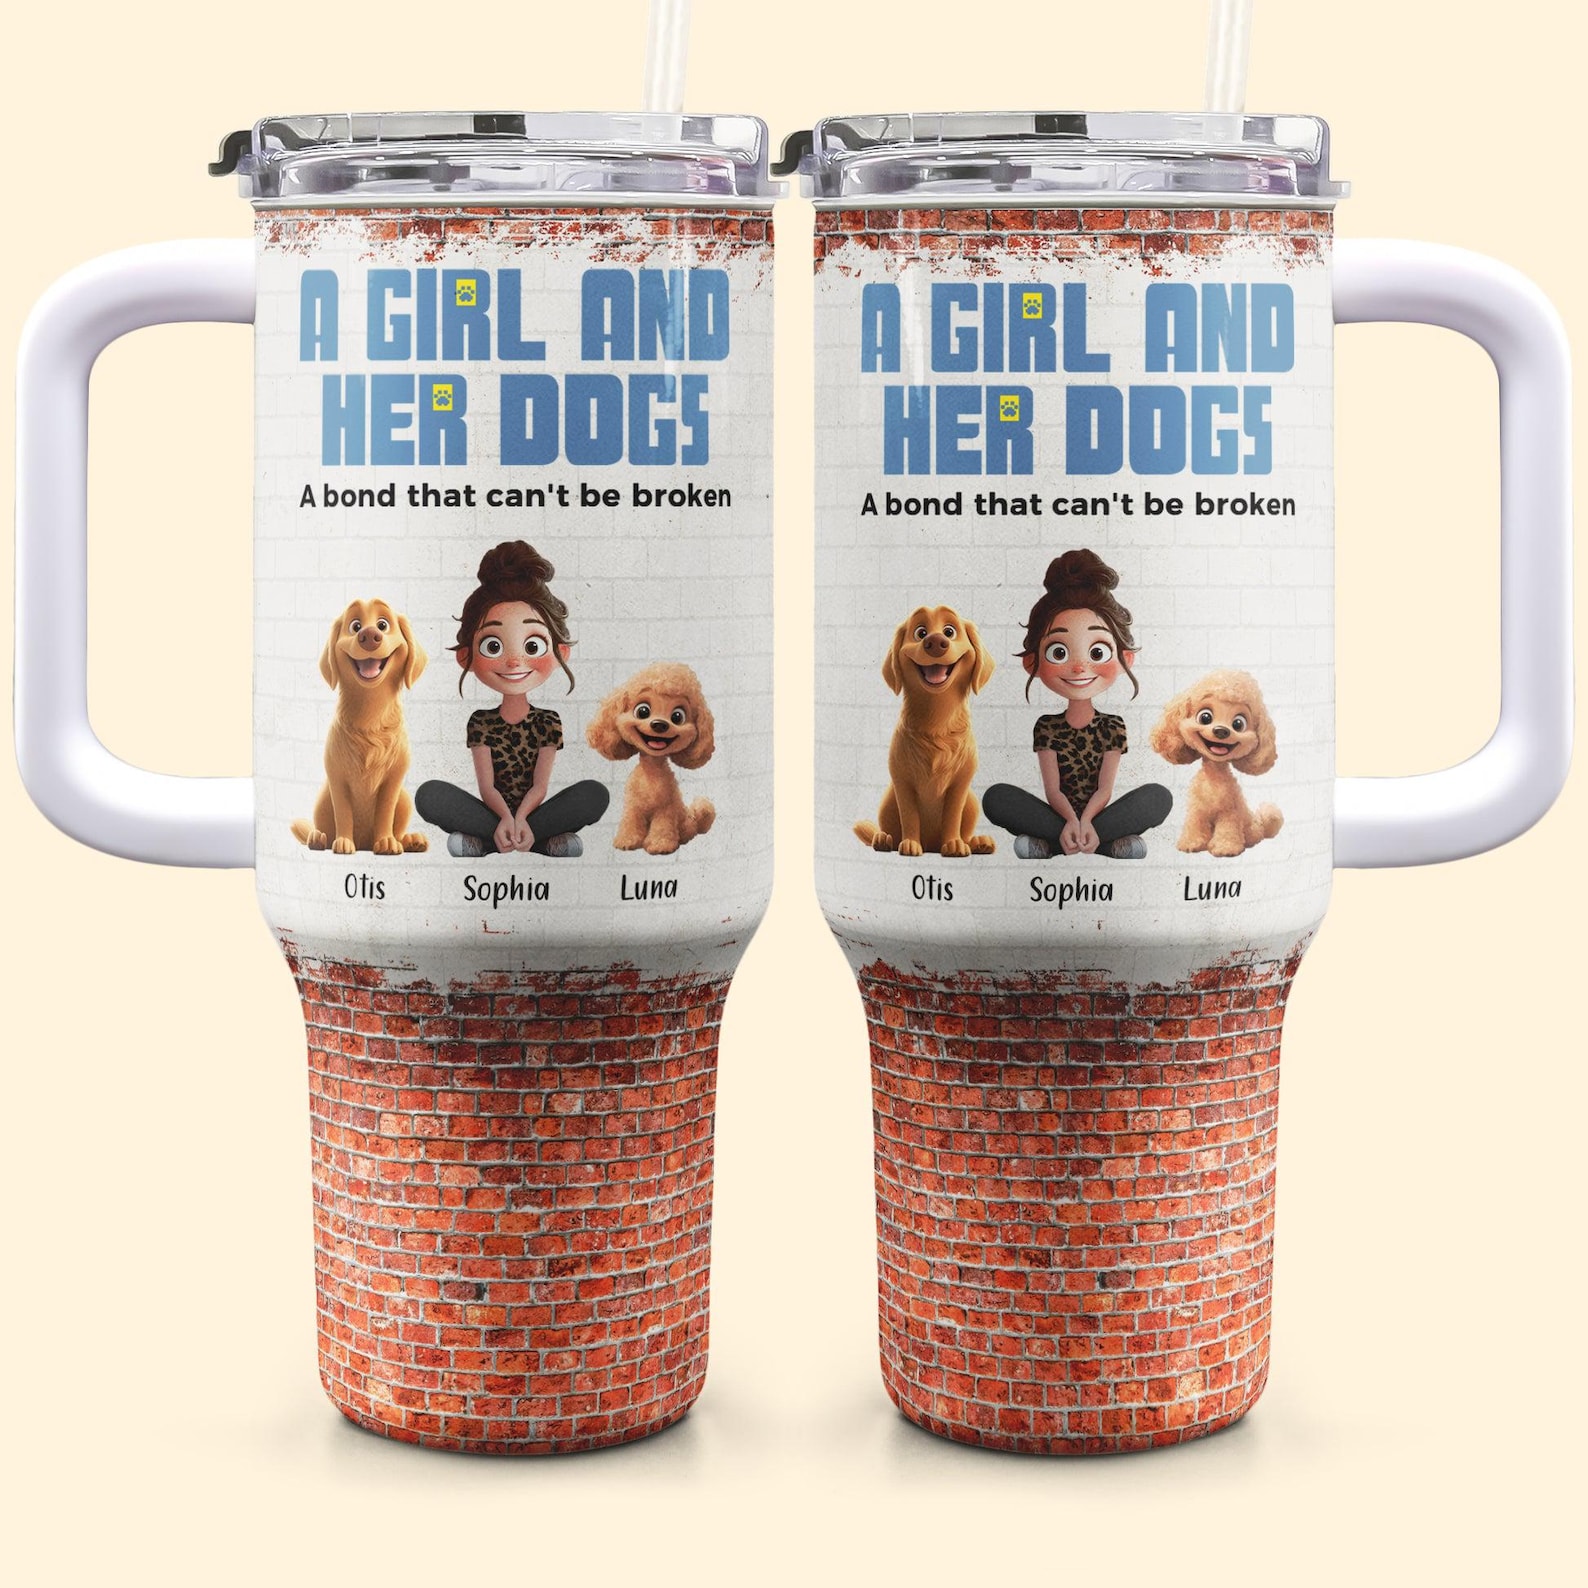 A GIRL AND
HER DOGS
A bond that can't be broken
Otis Sophia Luna
A GIRL AND
HER DOGS
A bond that can't be broken
Otis Sophia Luna